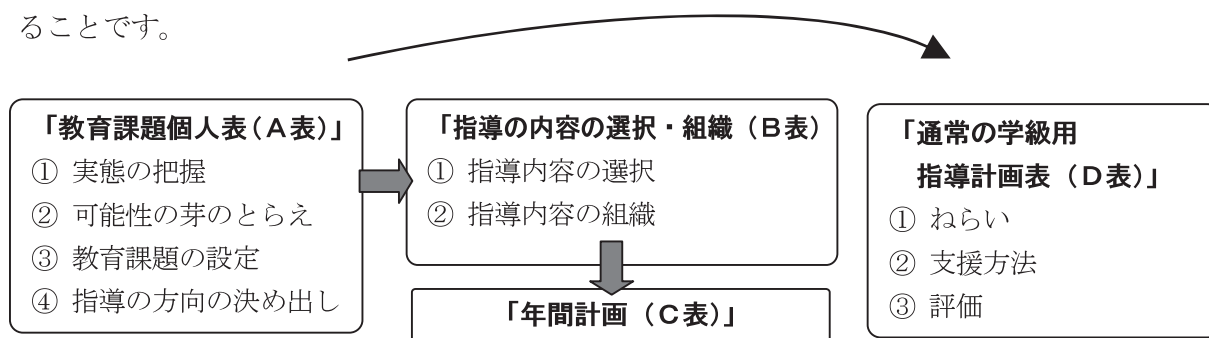 ることです。
「教育課題個人表（A表）」
① 実態の把握
② 可能性の芽のとらえ
③ 教育課題の設定
④ 指導の方向の決め出し
「指導の内容の選択・組織（B表）
① 指導内容の選択
② 指導内容の組織
「年間計画（C表）」
「通常の学級用
指導計画表（D表）」
① ねらい
② 支援方法
③ 評価